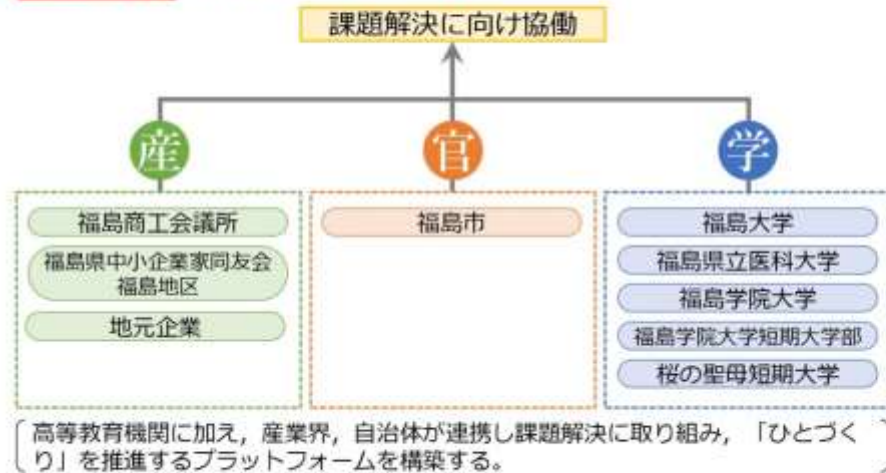 課題解決に向け協働
産
官
学
福島商工会議所
福島県中小企業家同友会
福島地区
地元企業
福島市
福島大学
福島県立医科大学
福島学院大学
福島学院大学短期大学部
桜の聖母短期大学
高等教育機関に加え，産業界，自治体が連携し課題解決に取り組み，「ひとづく
り」を推進するプラットフォームを構築する。